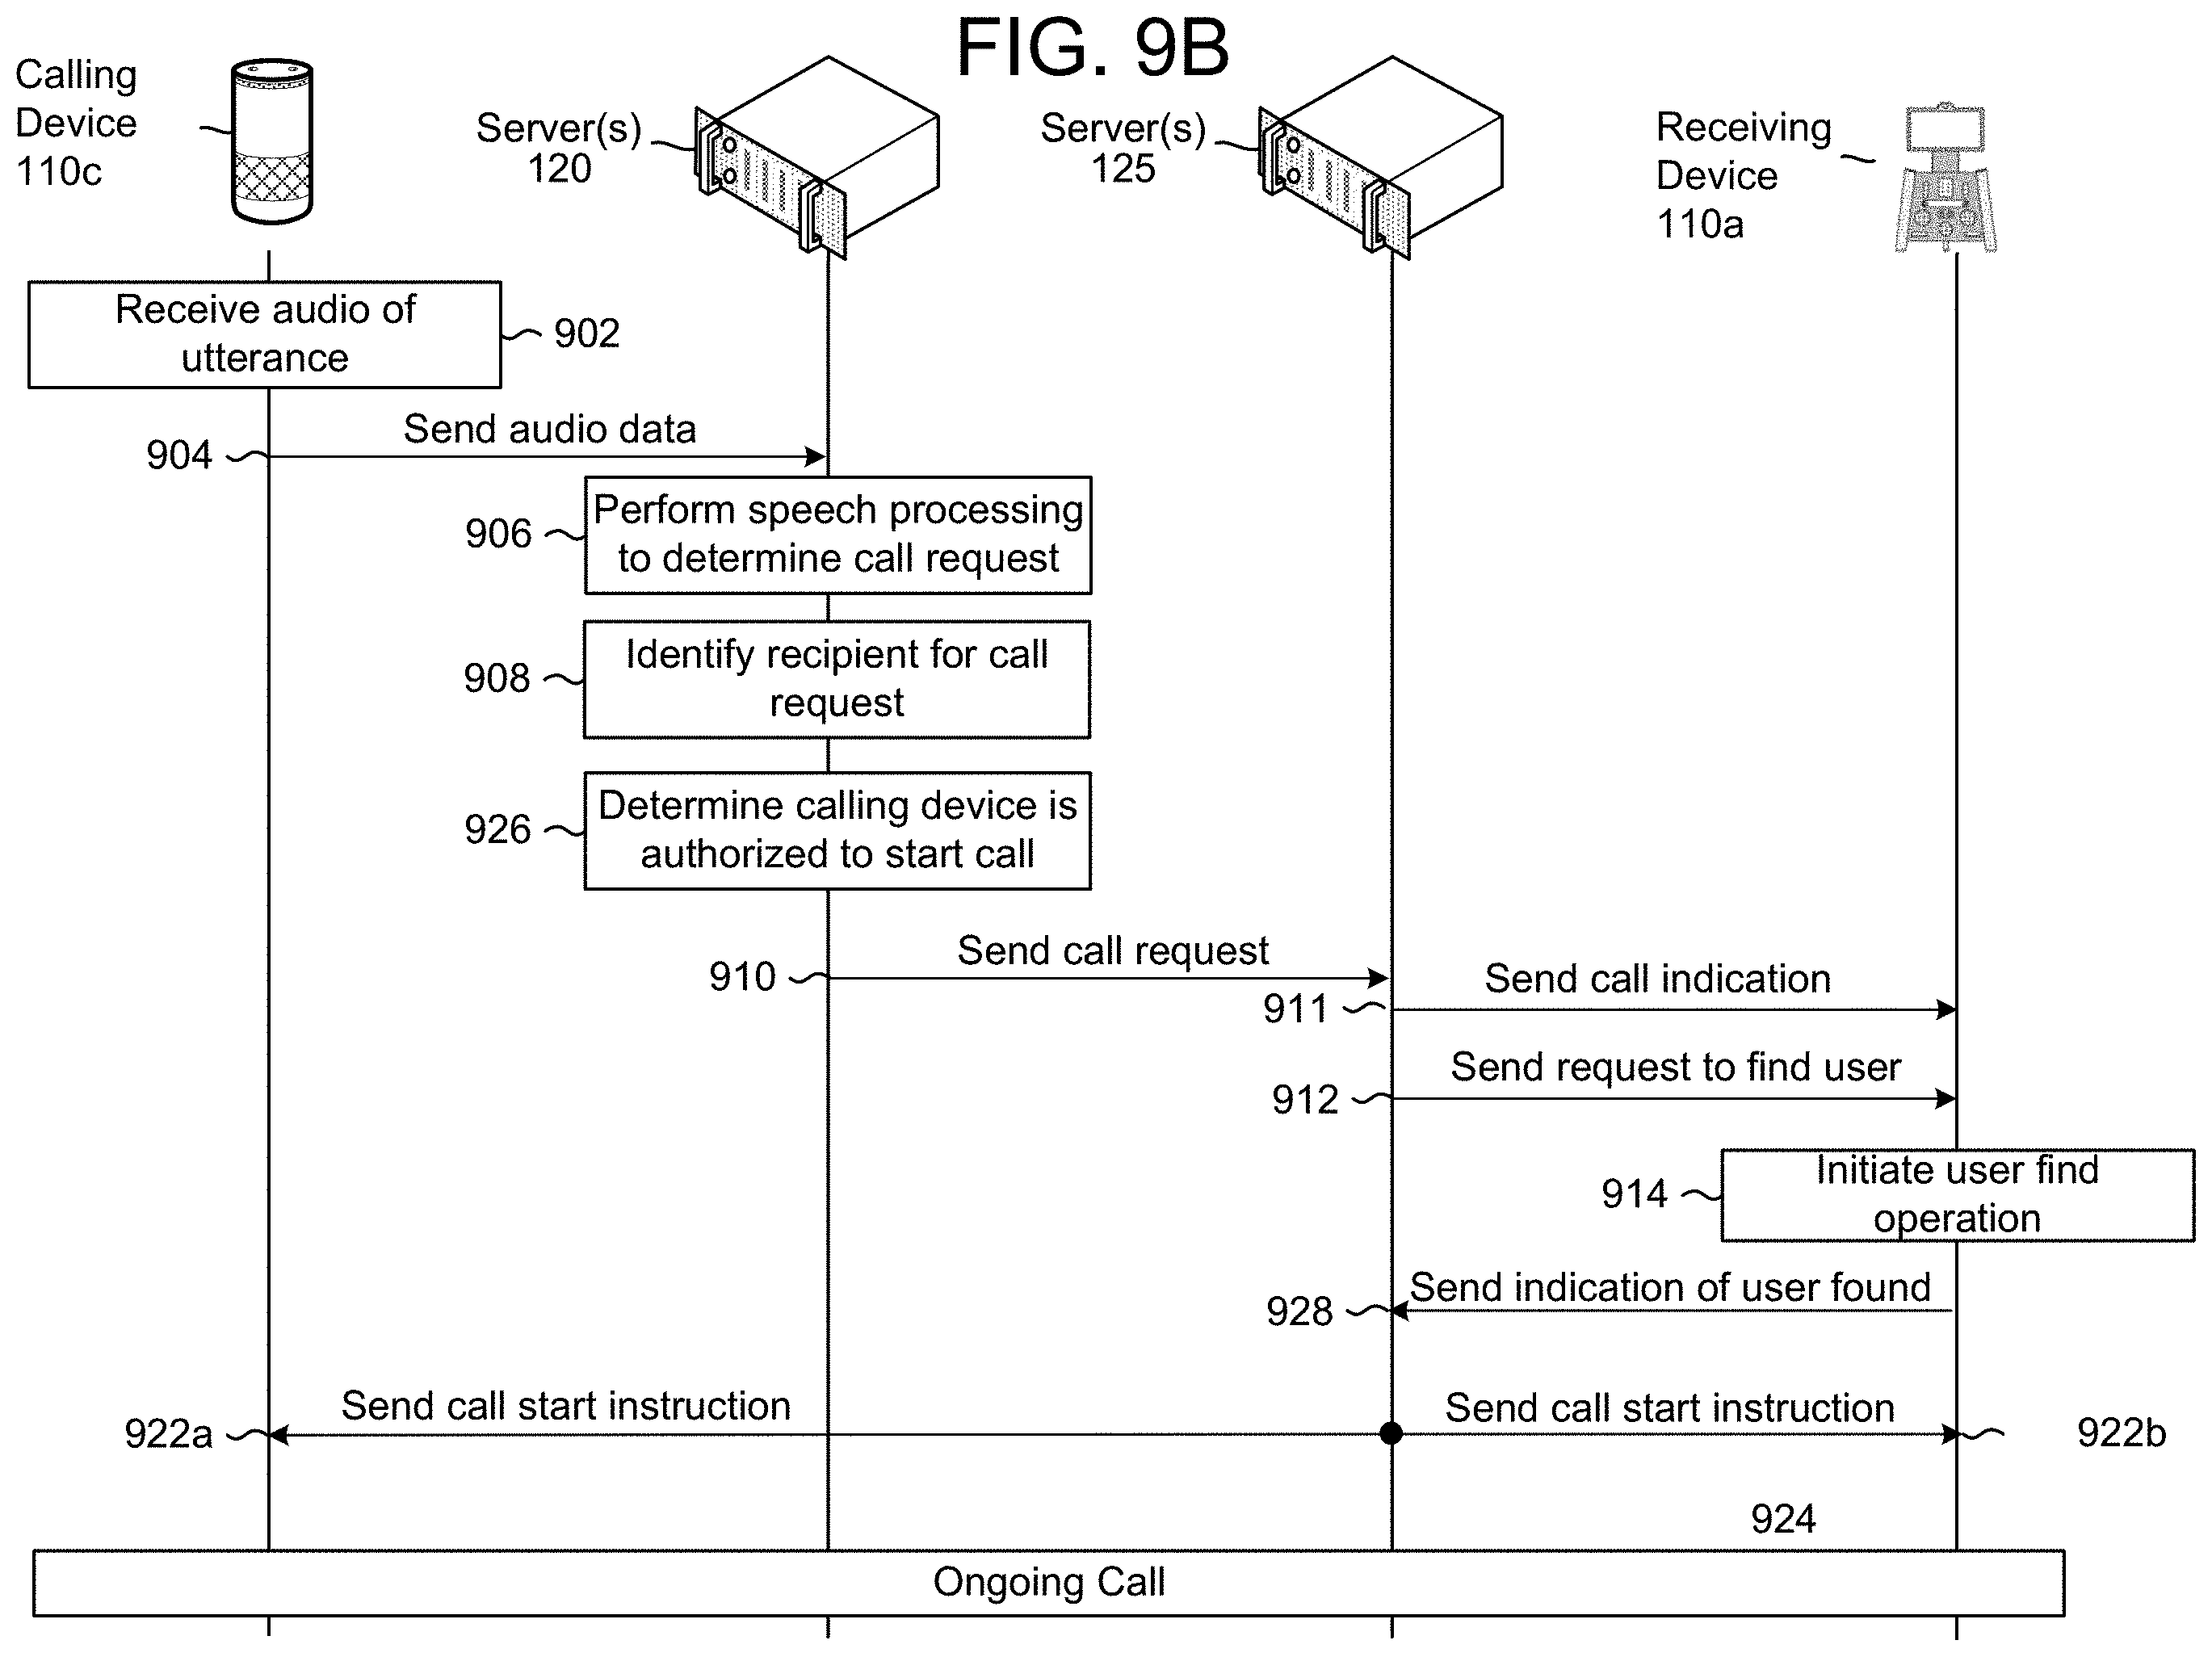 FIG. 9B
Calling
Device
110c
Server(s)
120
Server(s)
125
Receiving
Device
110a
Receive audio of
utterance
902
Send audio data
904
Perform speech processing
to determine call request
906
Identify recipient for call
request
908
Determine calling device is
authorized to start call
926
Send call request
910
Send call indication
911
Send request to find user
912
Initiate user find
operation
914
Send indication of user found
928
Send call start instruction
922a
Send call start instruction
922b
924
Ongoing Call